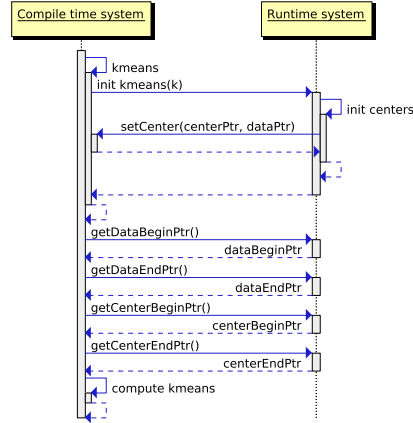 Compile time system
Runtime system
kmeans
init kmeans(k)
init centers
setCenter(centerPtr, dataPtr)
getDataBeginPtr()
dataBeginPtr
getDataEndPtr()
dataEndPtr
getCenterBeginPtr()
centerBeginPtr
getCenterEndPtr()
centerEndPtr
compute kmeans